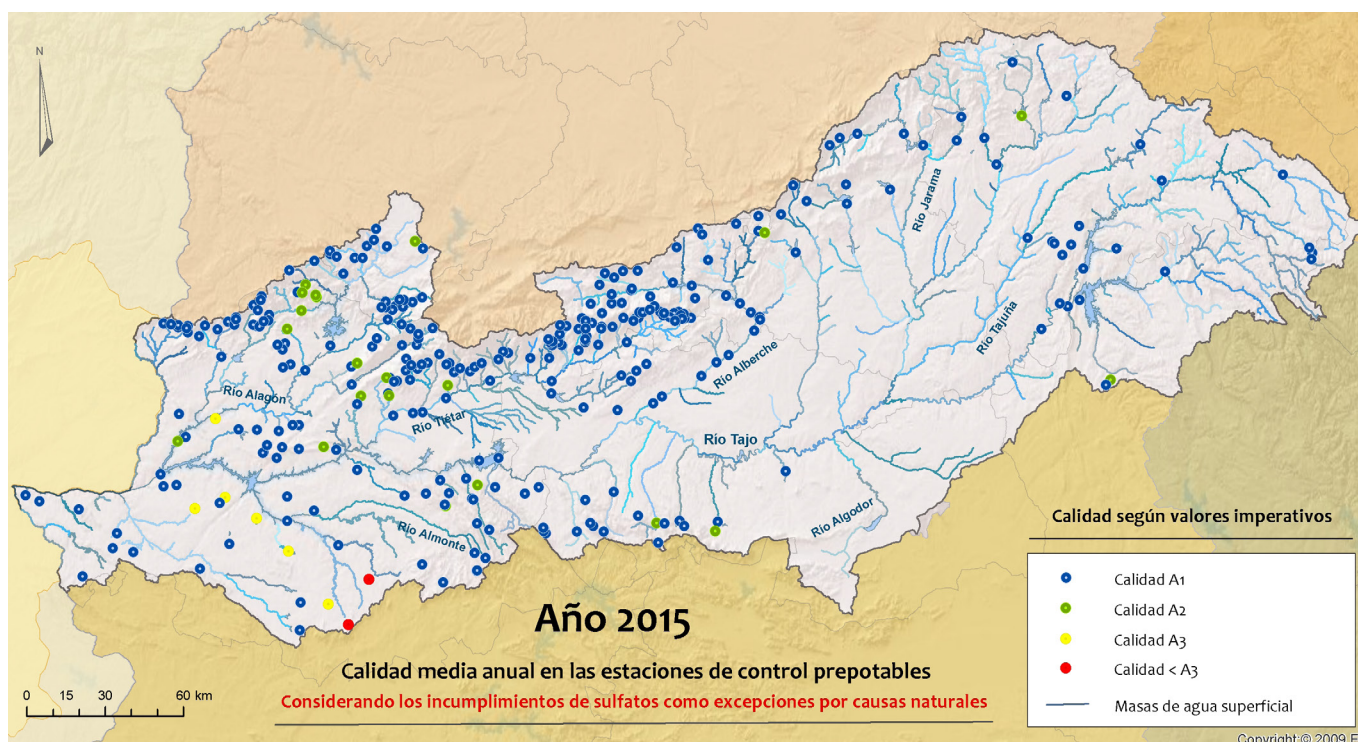 N
Río Jarama
Río Tajuña
Río Alberche
Río Alagón
Río Tiétar
Río Tajo
Río Almonte
Río Algodor
Calidad según valores imperativos
Calidad A1
Calidad A2
Calidad A3
Calidad < A3
Masas de agua superficial
Año 2015
Calidad media anual en las estaciones de control prepotables
Considerando los incumplimientos de sulfatos como excepciones por causas naturales
0 15 30 60 km
Copyright:© 2009 E